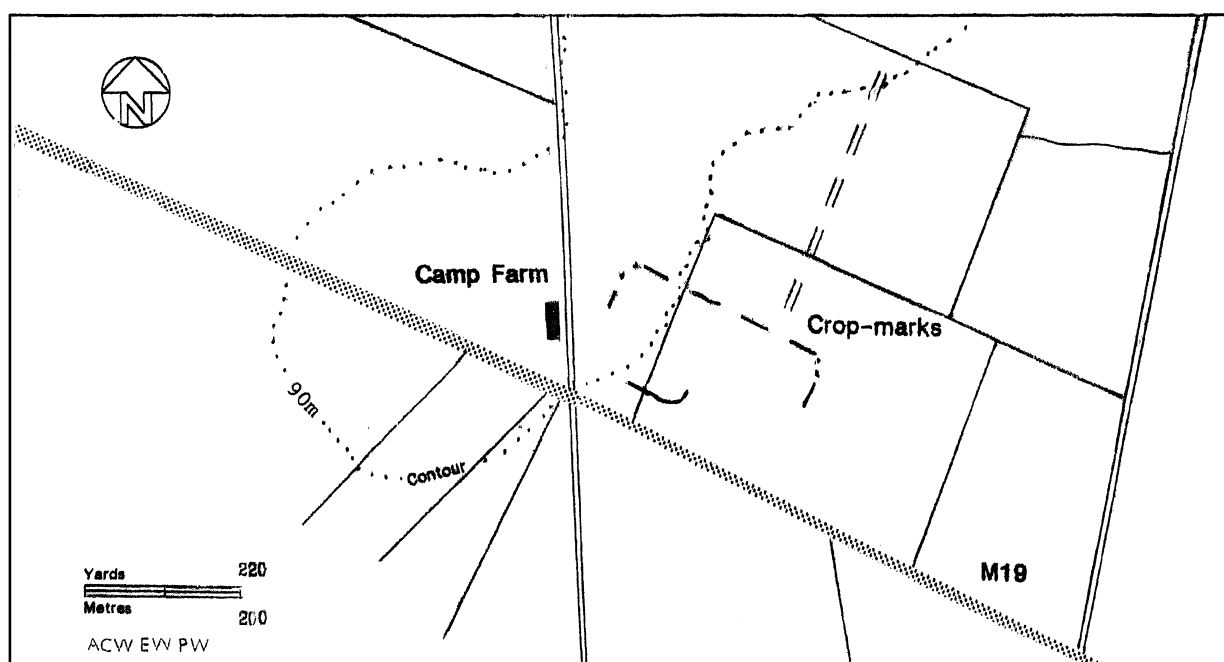 N
Camp Farm
Crop-marks
90m
Contour
M19
Yards 220
Metres 200
ACW EW PW